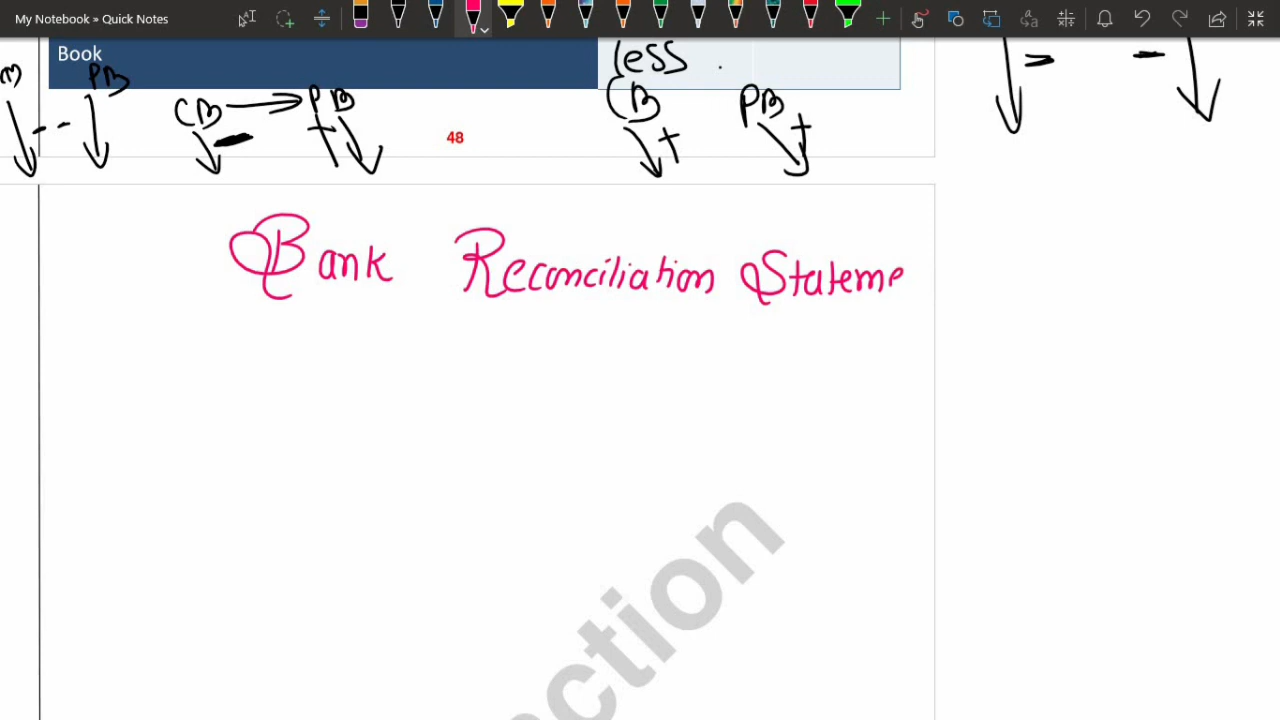 My Notebook » Quick Notes
Book
less .
PB
CB → PB
CB PB
48
Bank Reconciliation Stateme
ction